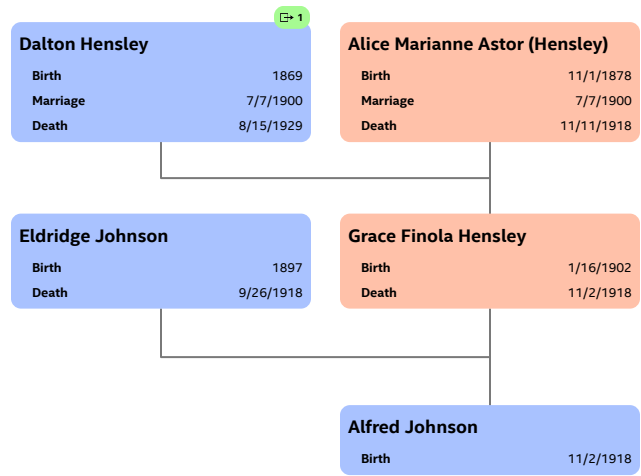 1
Dalton Hensley
Birth 1869
Marriage 7/7/1900
Death 8/15/1929
Alice Marianne Astor (Hensley)
Birth 11/1/1878
Marriage 7/7/1900
Death 11/11/1918
Eldridge Johnson
Birth 1897
Death 9/26/1918
Grace Finola Hensley
Birth 1/16/1902
Death 11/2/1918
Alfred Johnson
Birth 11/2/1918